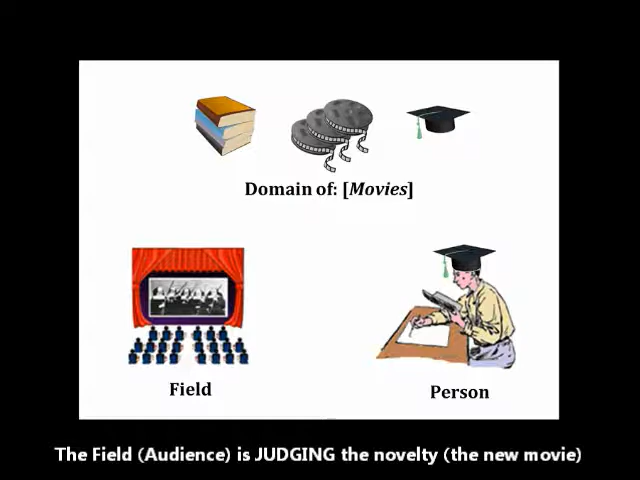 Domain of: [Movies]
Field
Person
The Field (Audience) is JUDGING the novelty (the new movie)